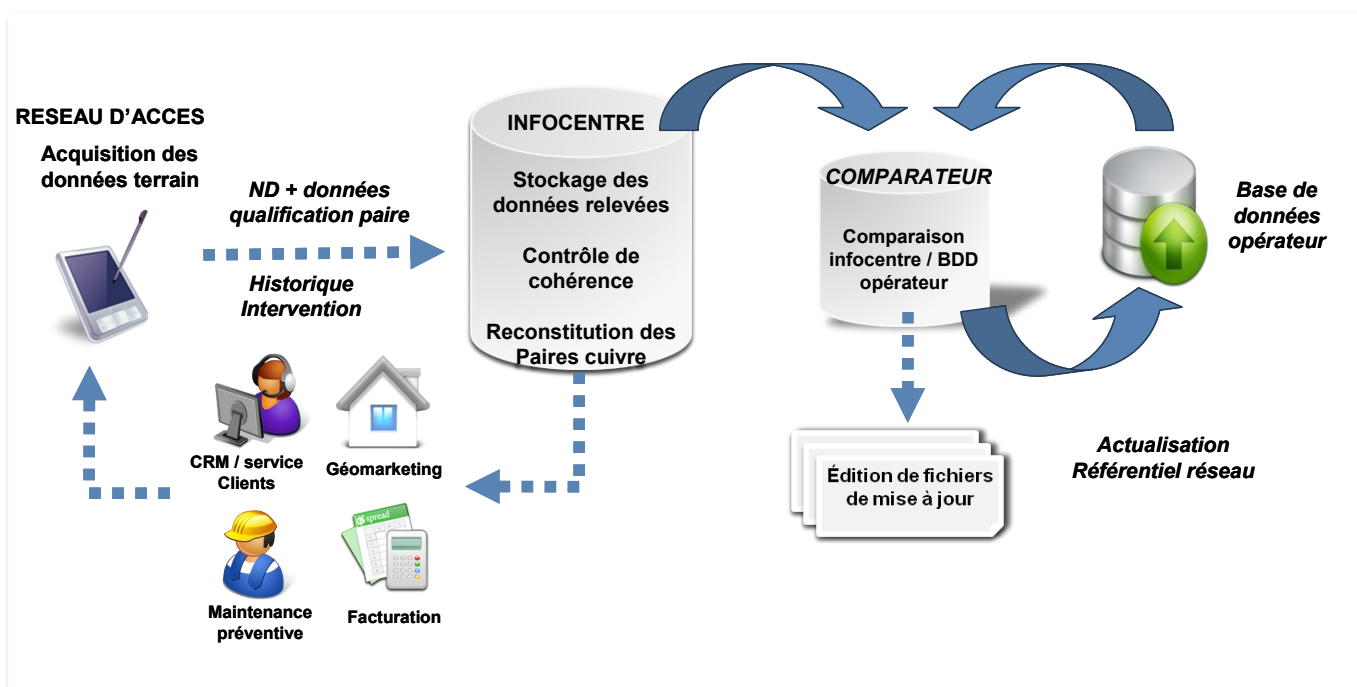 RESEAU D'ACCES
Acquisition des
données terrain
ND + données
qualification paire
Historique
Intervention
INFOCENTRE
Stockage des
données relevées
Contrôle de
cohérence
Reconstitution des
Paires cuivre
COMPARATEUR
Comparaison
infocentre / BDD
opérateur
Base de
données
opérateur
Actualisation
Référentiel réseau
Édition de fichiers
de mise à jour
CRM / service
Clients
Géomarketing
spread
Maintenance
préventive
Facturation